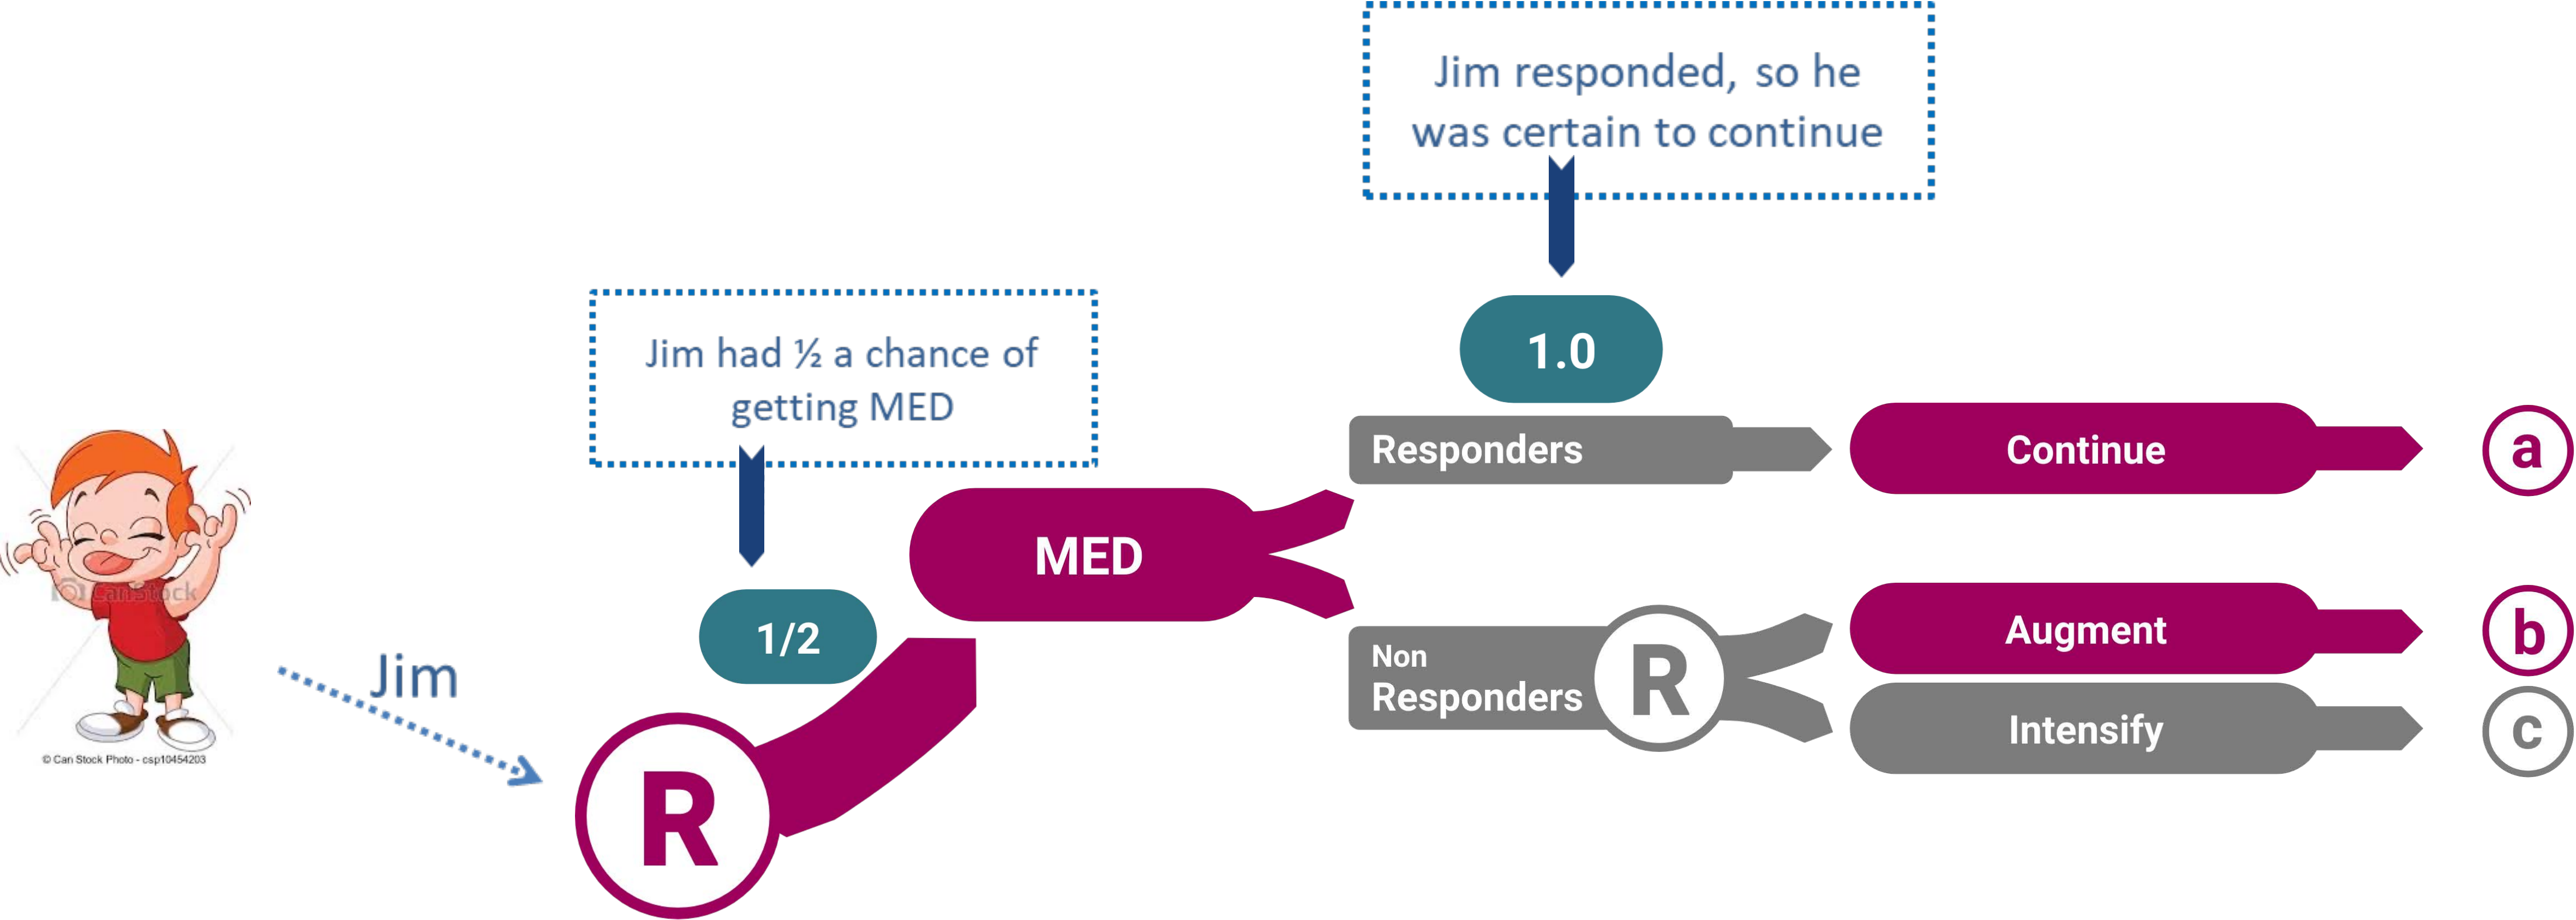 Jim responded, so he
was certain to continue
1.0
Jim had ½ a chance of
getting MED
Responders
Continue
a
MED
1/2
CanStock
Non
Responders
R
Augment
b
Intensify
c
Jim
© Can Stock Photo - csp10454203
R